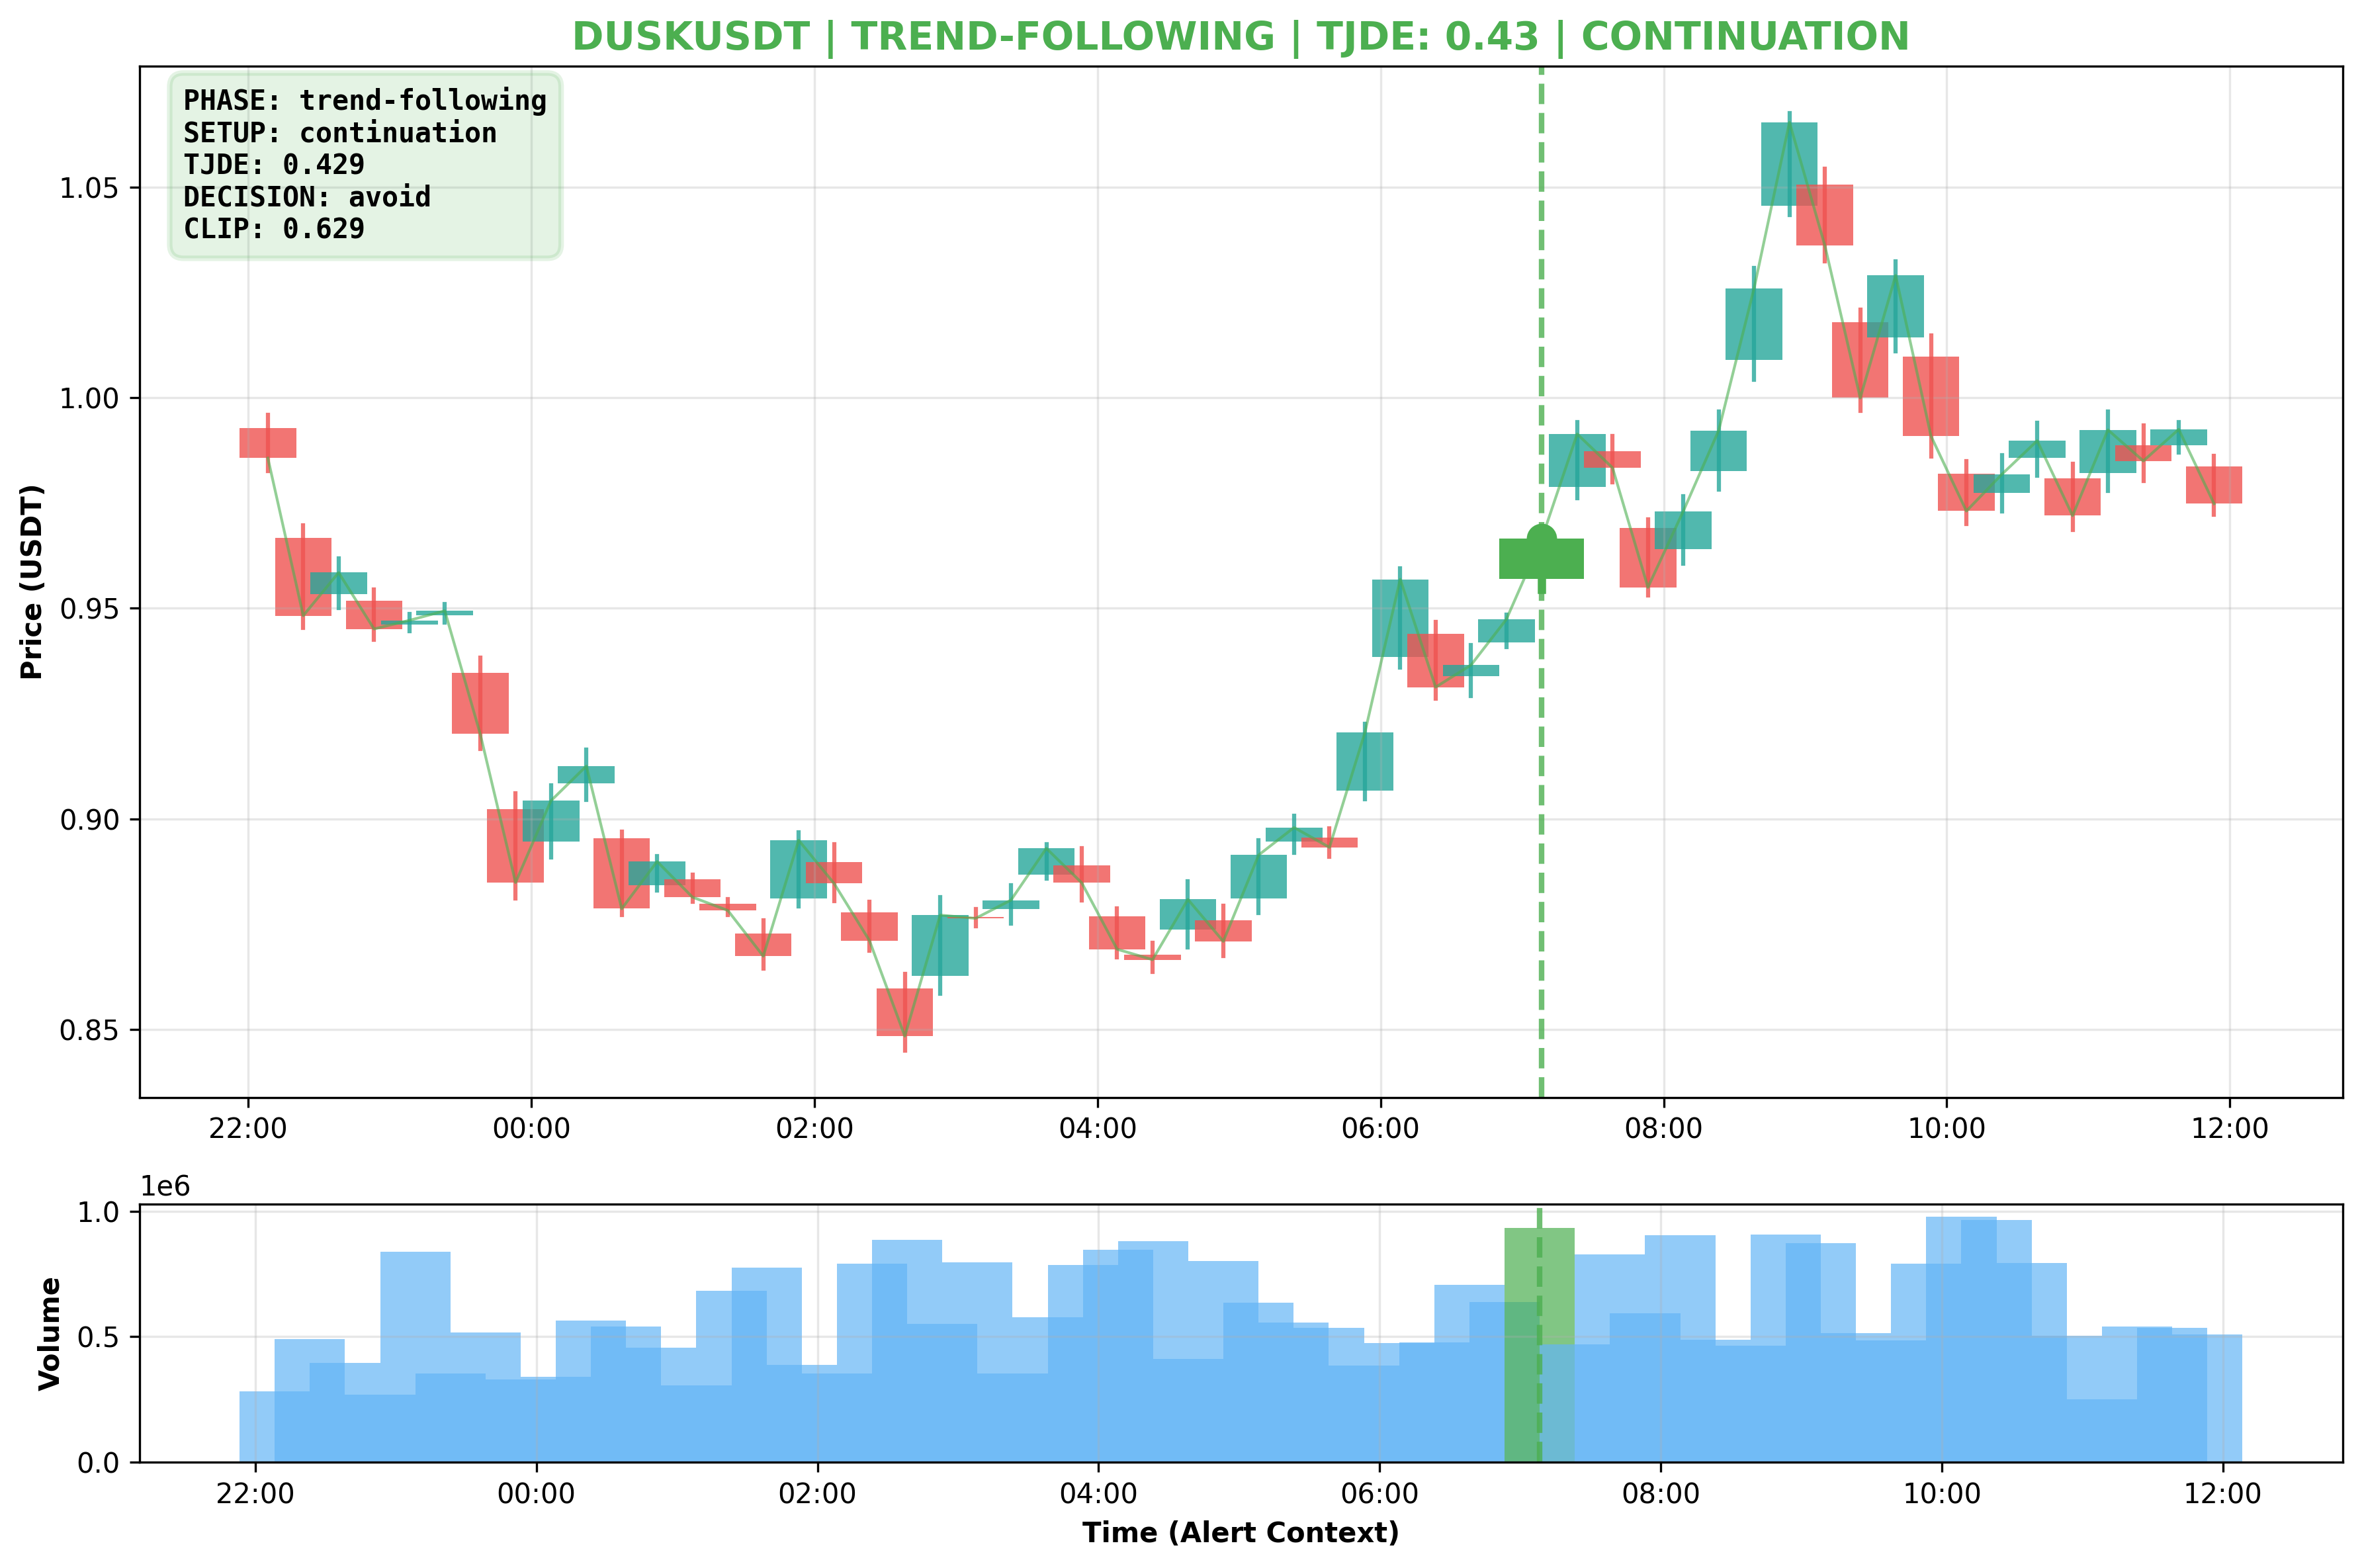 DUSKUSDT | TREND-FOLLOWING | TJDE: 0.43 | CONTINUATION
PHASE: trend-following
SETUP: continuation
TJDE: 0.429
DECISION: avoid
CLIP: 0.629
Price (USDT)
1.05
1.00
0.95
0.90
0.85
22:00 00:00 02:00 04:00 06:00 08:00 10:00 12:00
1e6
Volume
1.0
0.5
0.0
22:00 00:00 02:00 04:00 06:00 08:00 10:00 12:00
Time (Alert Context)